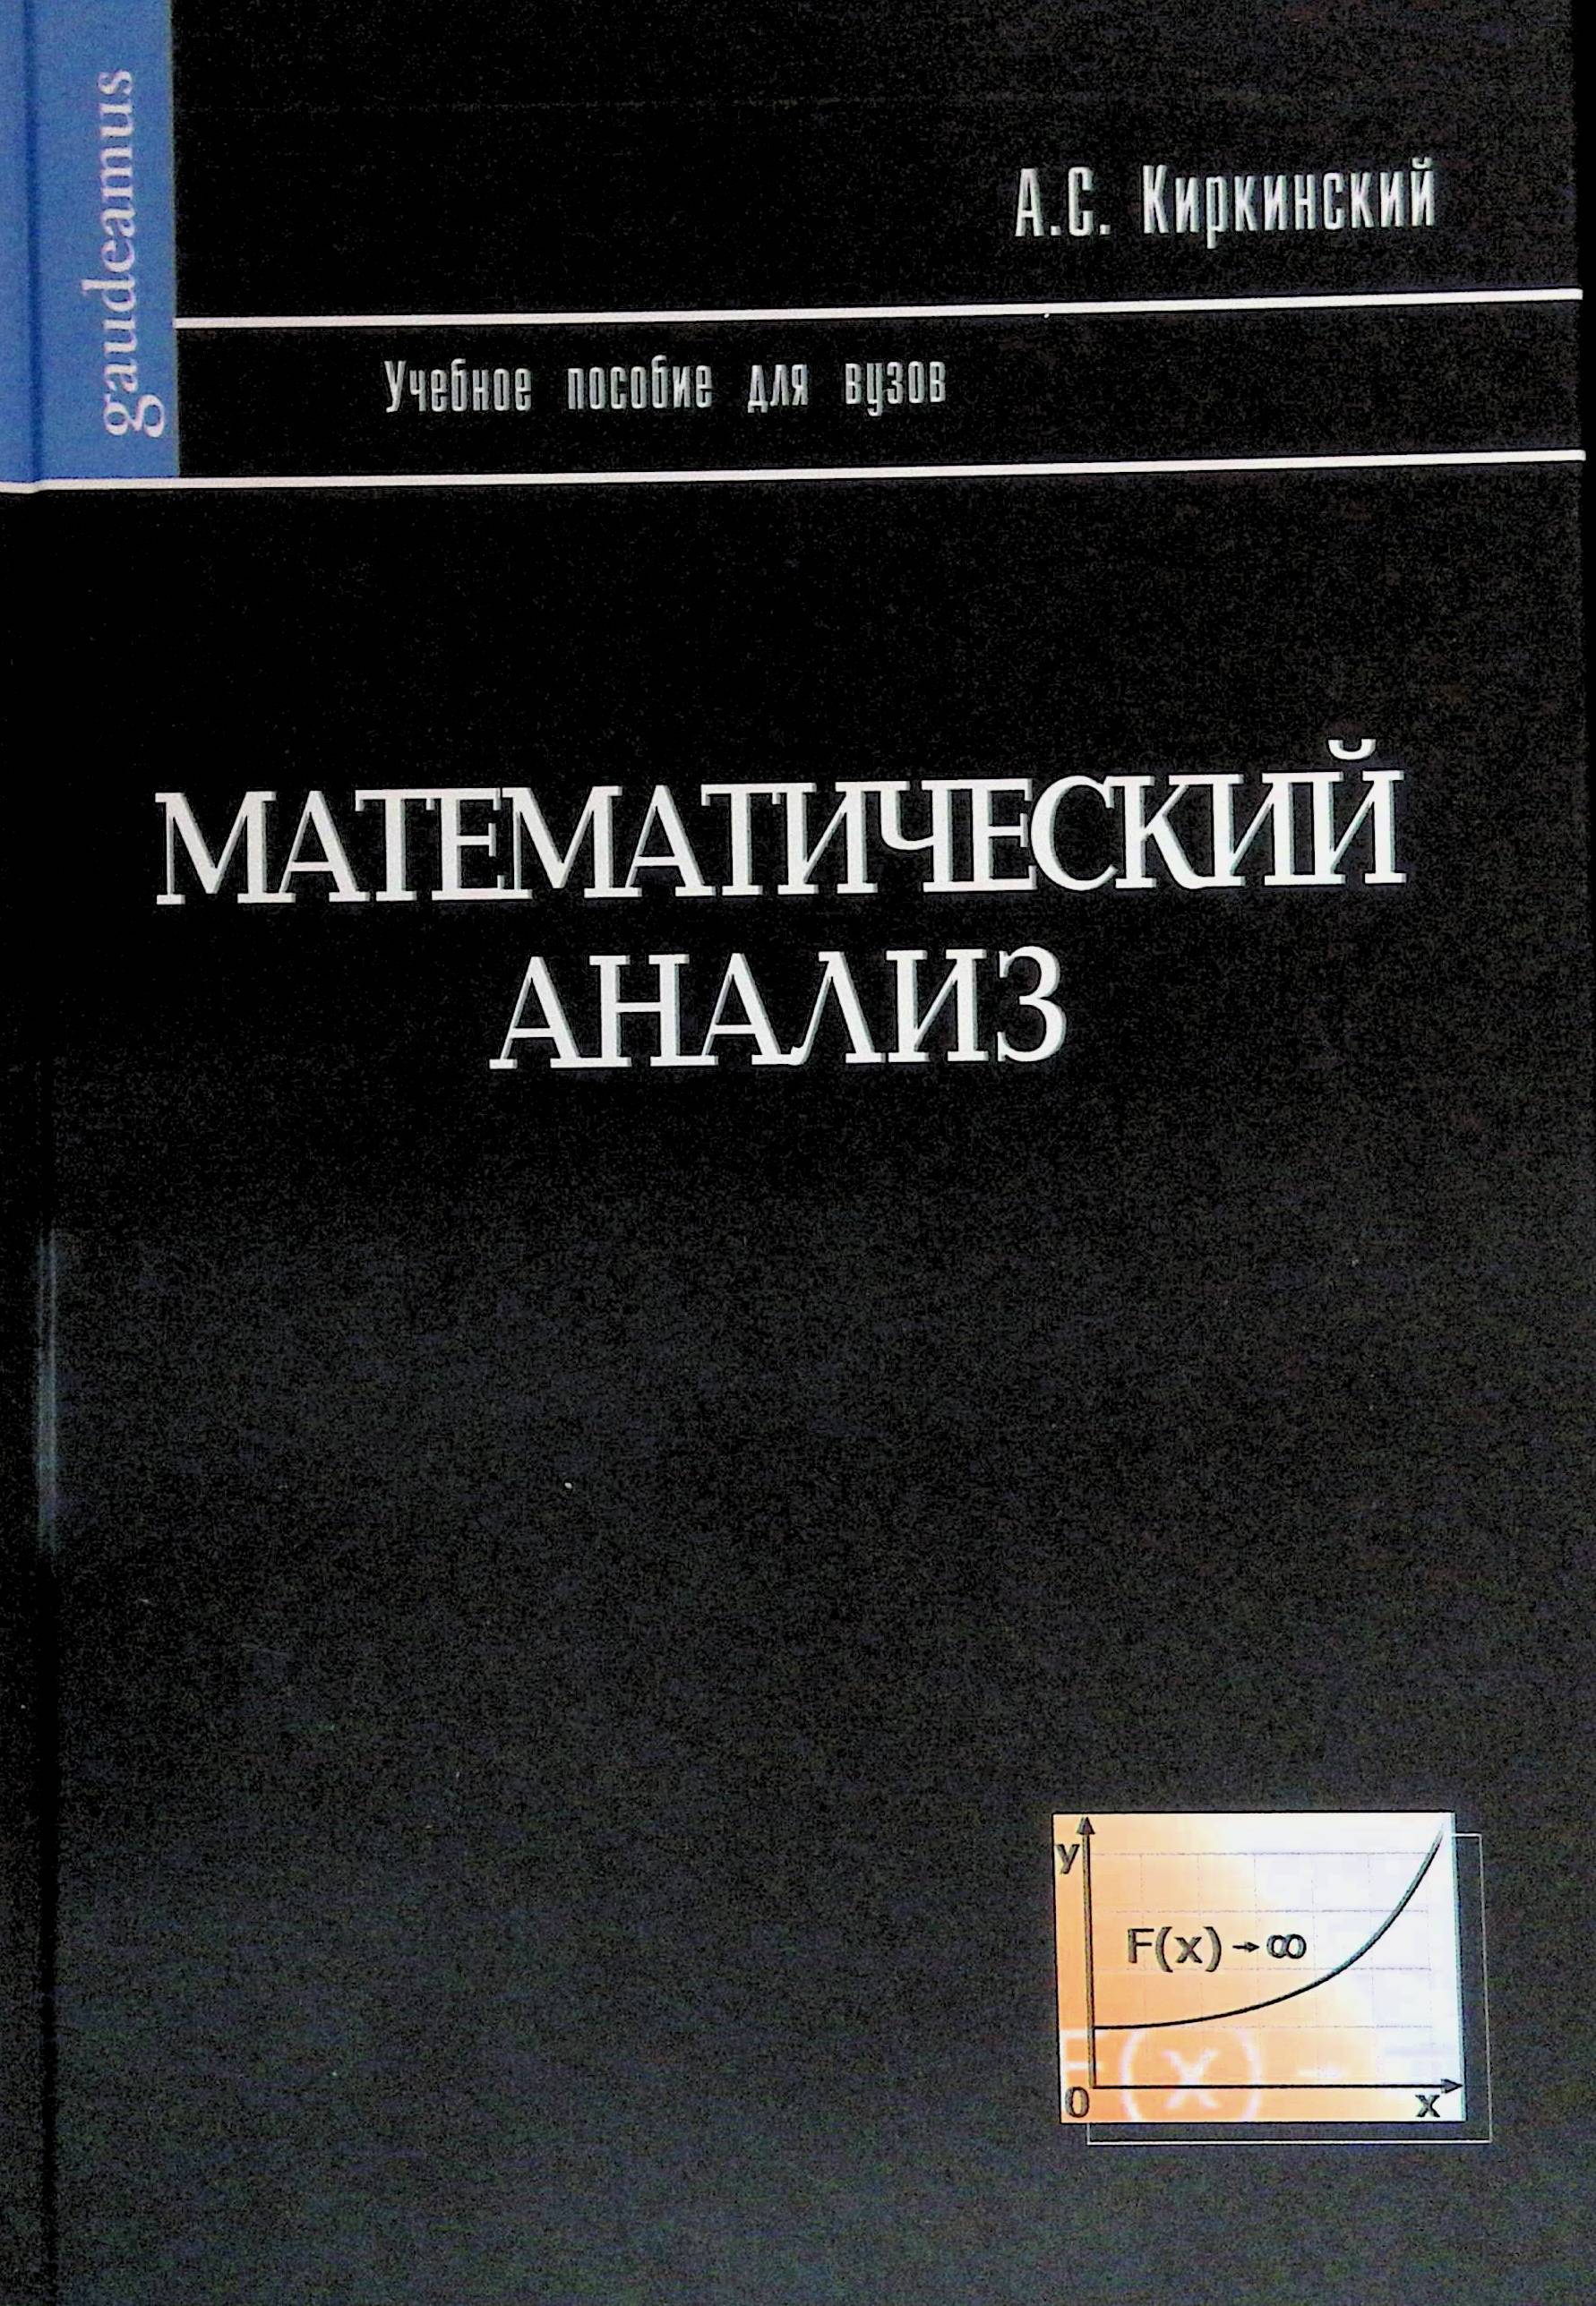 gaudeamus
А.С. Киркинский
Учебное пособие для вузов
МАТЕМАТИЧЕСКИЙ
АНАЛИЗ
y
F(x)→∞
F(x) →
0
x